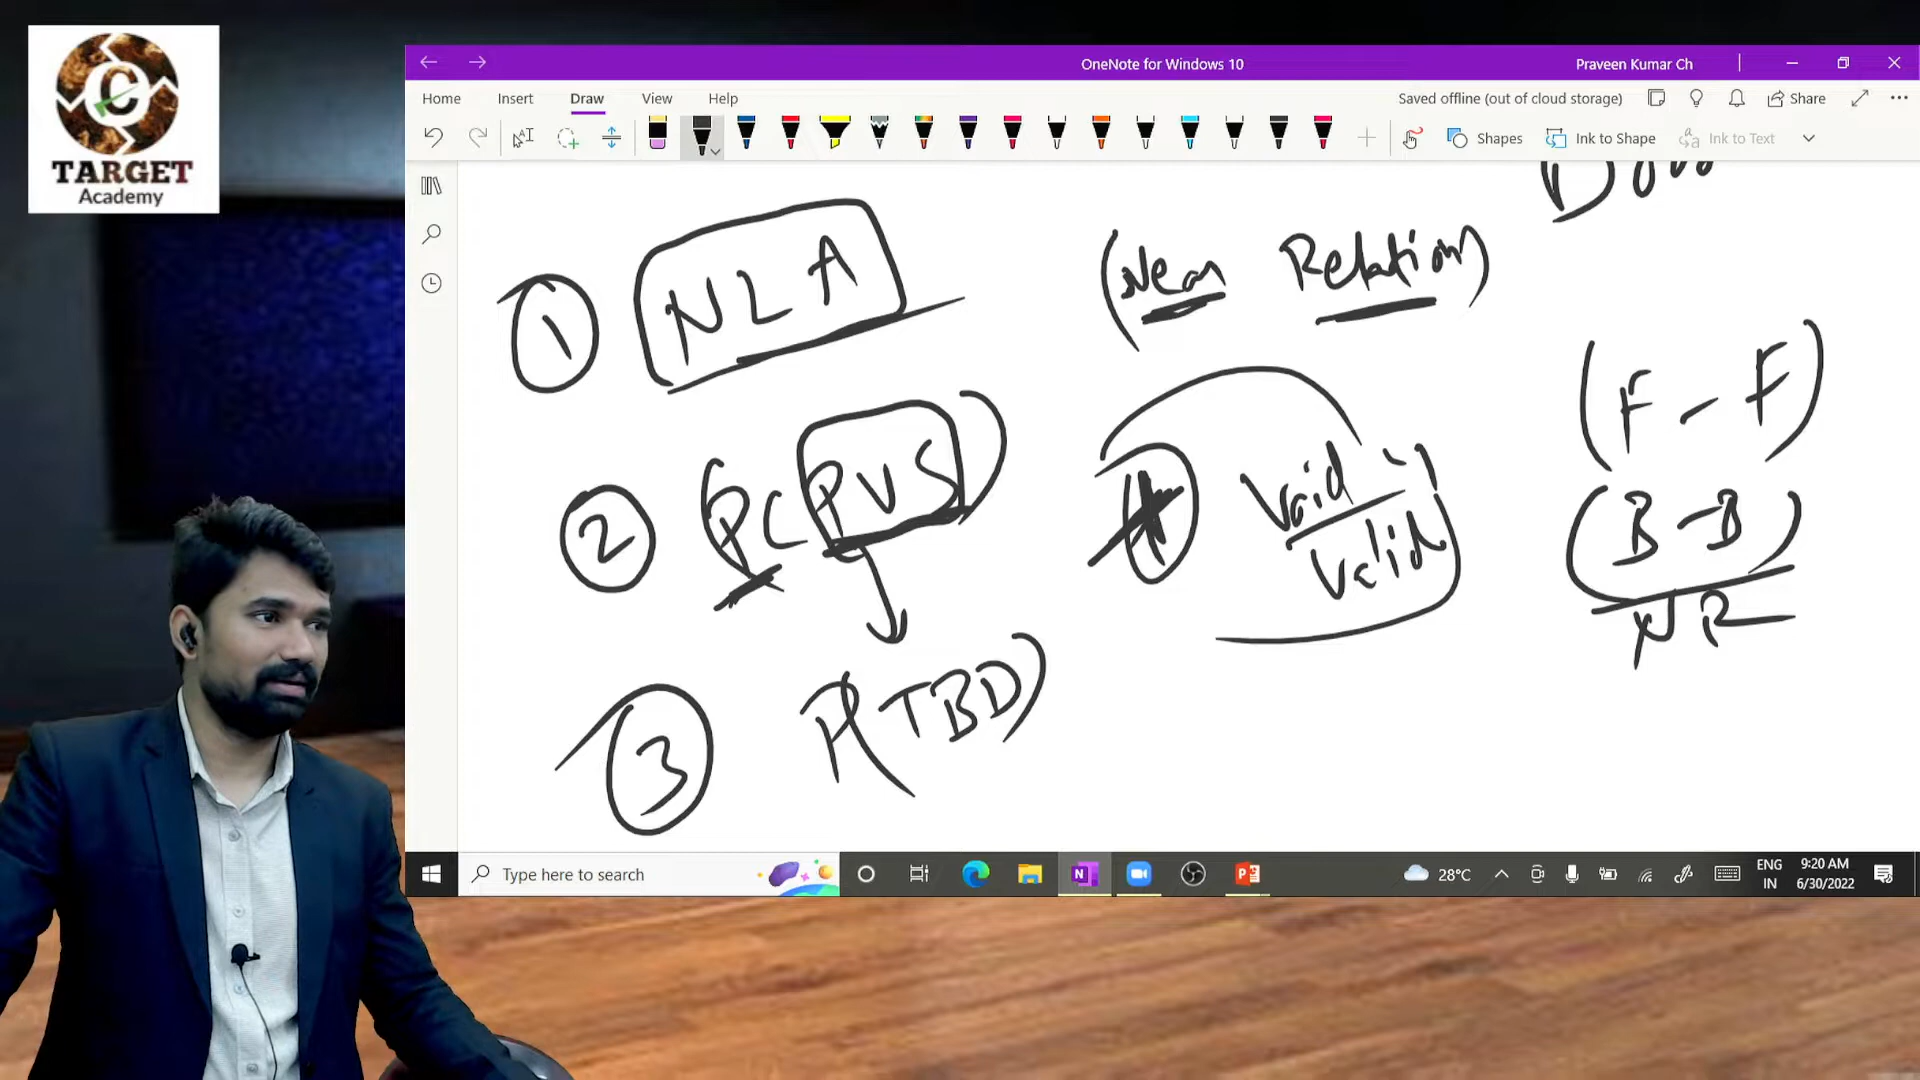 TARGET
Academy
OneNote for Windows 10
Praveen Kumar Ch
Home Insert Draw View Help
Saved offline (out of cloud storage)
Share
Shapes
Ink to Shape
Ink to Text
① NLA
(Near Relation)
(F - F)
② PC PVS)
Void
Valid
(B - B)
NR
③ P(TBD)
Type here to search
28°C
ENG
IN
9:20 AM
6/30/2022